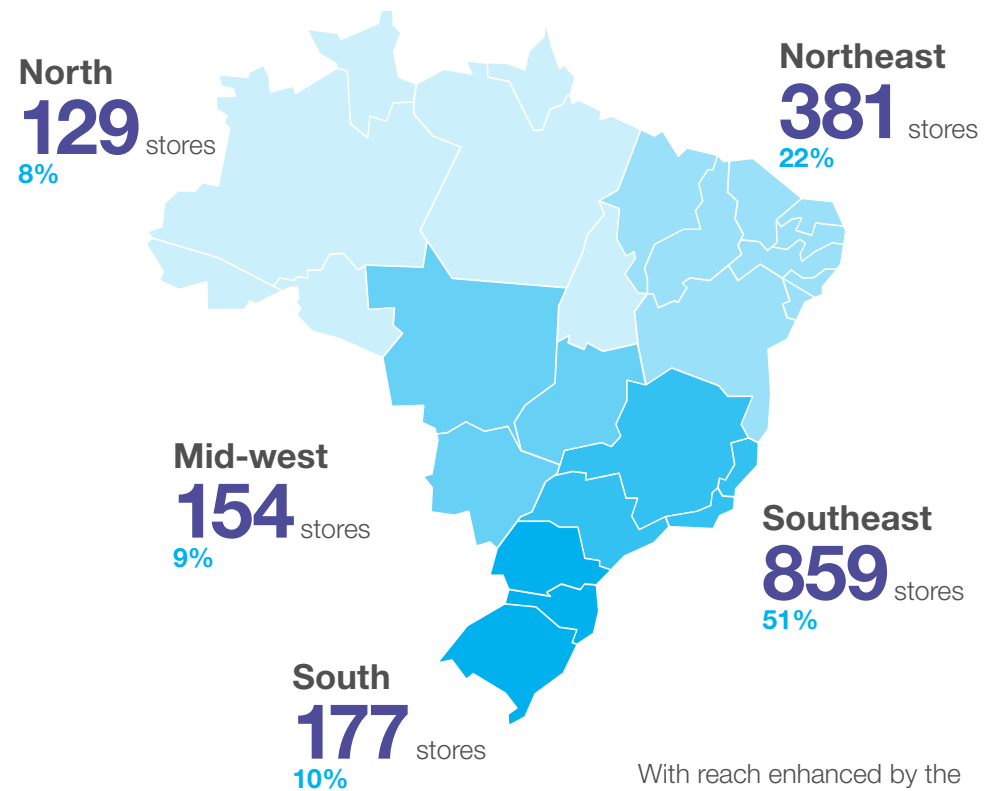 North
129 stores
8%
Northeast
381 stores
22%
Mid-west
154 stores
9%
Southeast
859 stores
51%
South
177 stores
10%
With reach enhanced by the